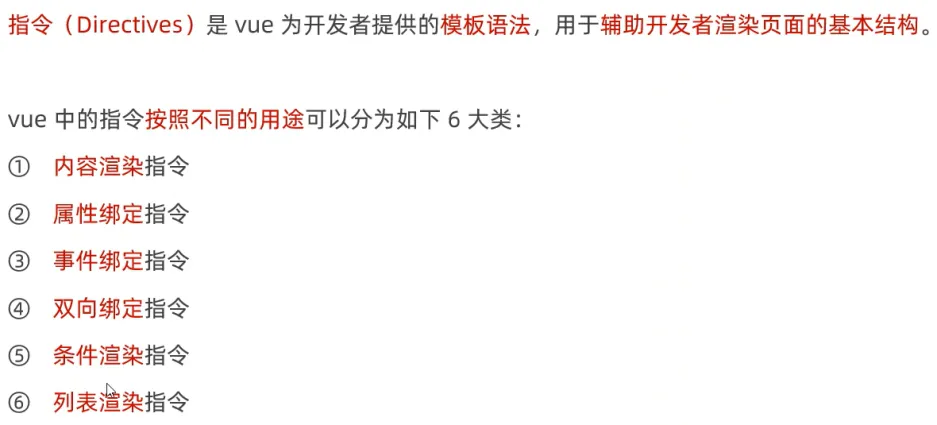 指令（Directives）是 vue 为开发者提供的模板语法，用于辅助开发者渲染页面的基本结构。
vue 中的指令按照不同的用途可以分为如下 6 大类：
① 内容渲染指令
② 属性绑定指令
③ 事件绑定指令
④ 双向绑定指令
⑤ 条件渲染指令
⑥ 列表渲染指令